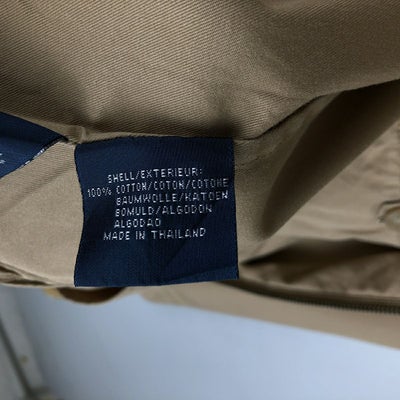 SHELL/EXTERIEUR:
100% COTTON/COTON/COTONE
BAUMWOLLE/KATOEN
BOMULD/ALGODON
ALGODAO
MADE IN THAILAND